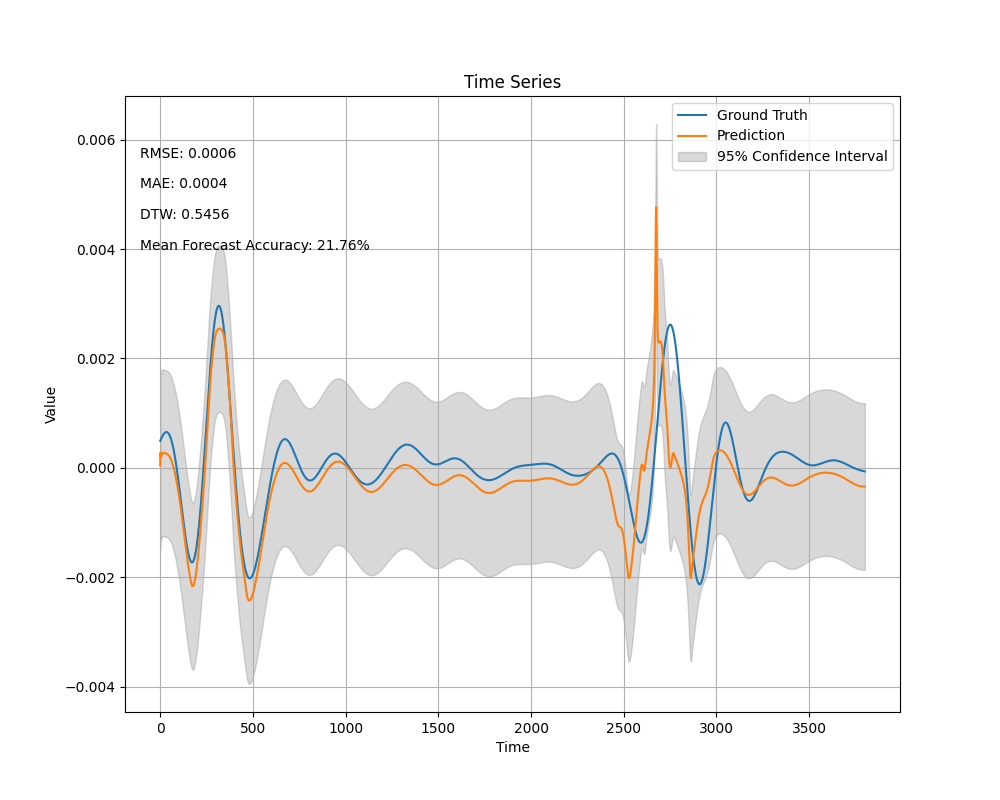 Time Series
Ground Truth
Prediction
95% Confidence Interval
RMSE: 0.0006
MAE: 0.0004
DTW: 0.5456
Mean Forecast Accuracy: 21.76%
0.006
0.004
0.002
0.000
−0.002
−0.004
Value
0 500 1000 1500 2000 2500 3000 3500
Time